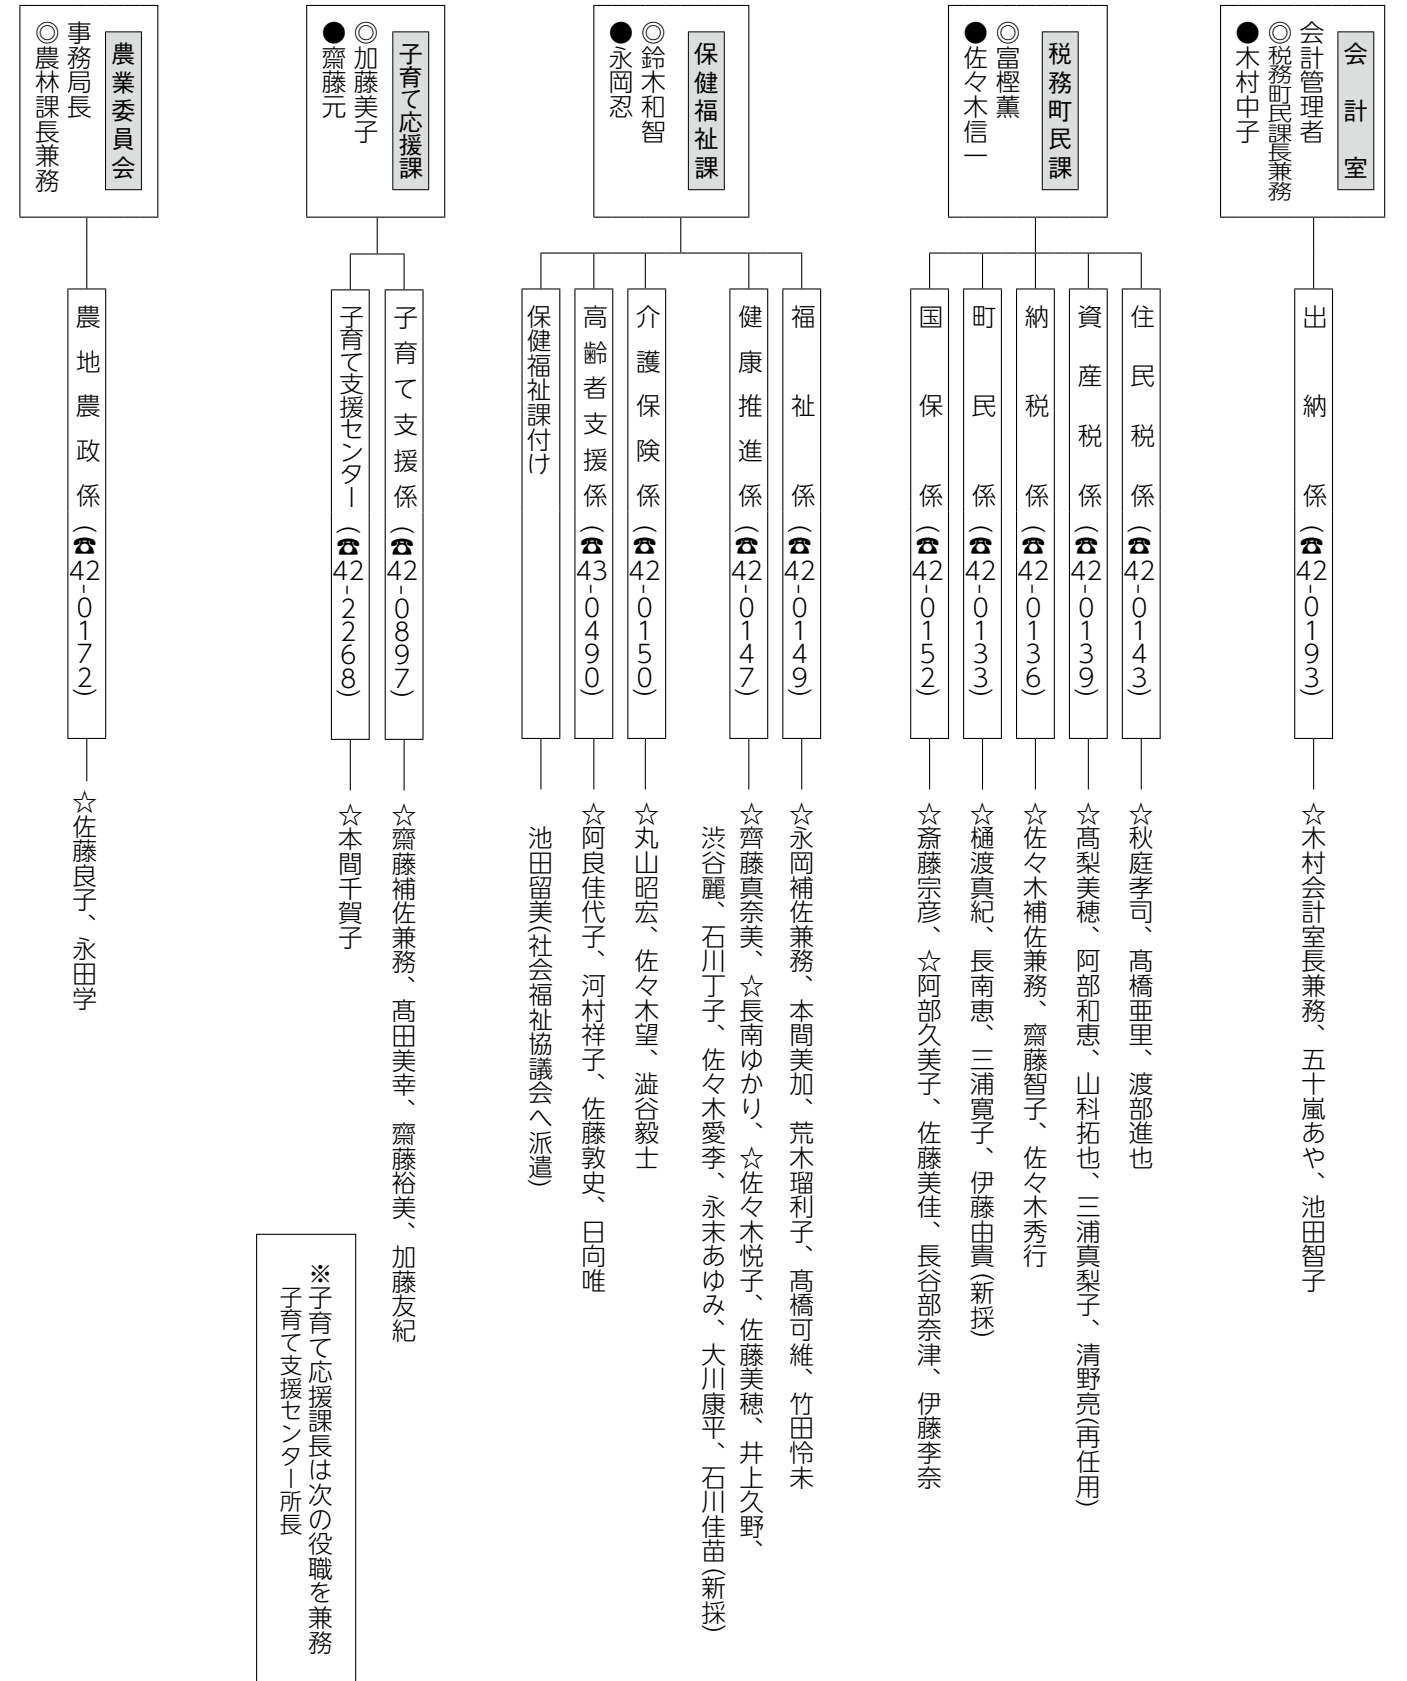 会計室
会計管理者
◎税務町民課長兼務
●木村中子
出納係(☎42-0193)
☆木村会計室長兼務、五十嵐あや、池田智子
税務町民課
◎富樫薫
●佐々木信一
住民税係(☎42-0143)
☆秋庭孝司、髙橋亜里、渡部進也
資産税係(☎42-0139)
☆髙梨美穂、阿部和恵、山科拓也、三浦真梨子、清野亮(再任用)
納税係(☎42-0136)
☆佐々木補佐兼務、齋藤智子、佐々木秀行
町民係(☎42-0133)
☆樋渡真紀、長南恵、三浦寛子、伊藤由貴(新採)
国保係(☎42-0152)
☆斎藤宗彦、☆阿部久美子、佐藤美佳、長谷部奈津、伊藤李奈
保健福祉課
◎鈴木和智
●永岡忍
福祉係(☎42-0149)
☆永岡補佐兼務、本間美加、荒木瑠利子、髙橋可維、竹田怜未
健康推進係(☎42-0147)
☆齊藤真奈美、☆長南ゆかり、☆佐々木悦子、佐藤美穂、井上久野、
渋谷麗、石川丁子、佐々木愛李、永末あゆみ、大川康平、石川佳苗(新採)
介護保険係(☎42-0150)
☆丸山昭宏、佐々木望、澁谷毅士
高齢者支援係(☎43-0490)
☆阿良佳代子、河村祥子、佐藤敦史、日向唯
保健福祉課付け
池田留美(社会福祉協議会へ派遣)
子育て応援課
◎加藤美子
●齋藤元
子育て支援係(☎42-0897)
☆齋藤補佐兼務、髙田美幸、齋藤裕美、加藤友紀
子育て支援センター(☎42-2268)
☆本間千賀子
※子育て応援課長は次の役職を兼務
子育て支援センター所長
農業委員会
事務局長
◎農林課長兼務
農地農政係(☎42-0172)
☆佐藤良子、永田学